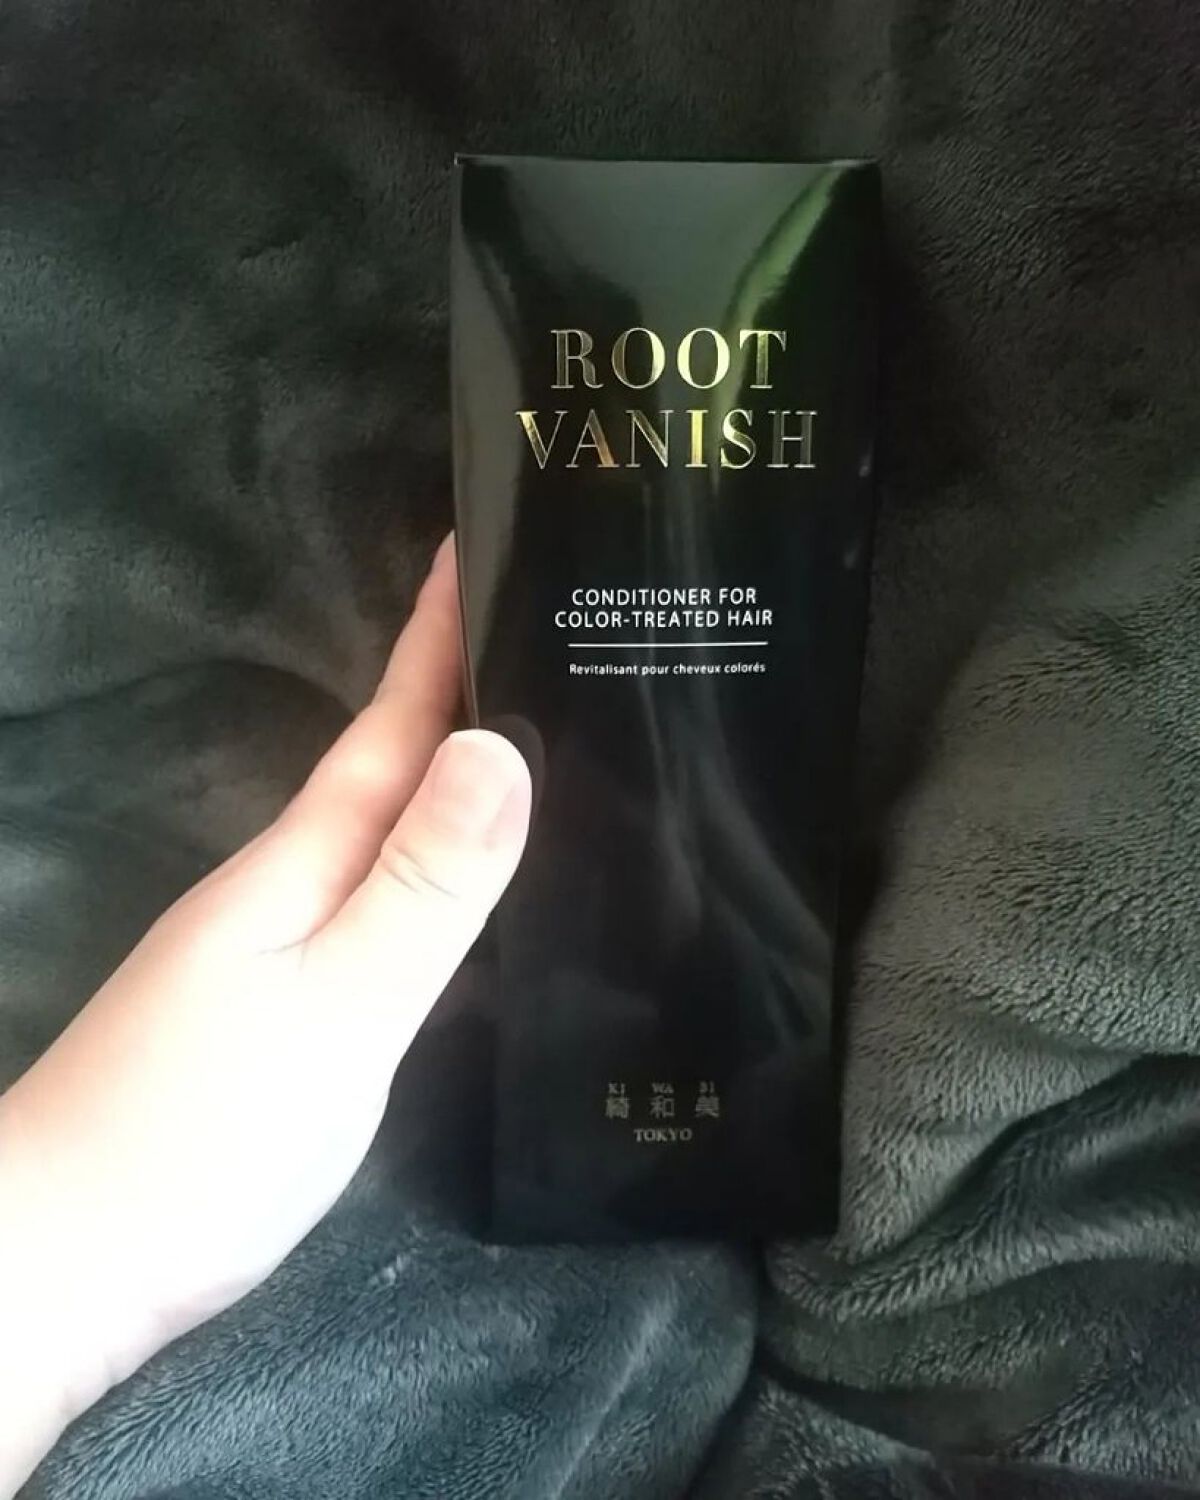 ROOT
VANISH
CONDITIONER FOR
COLOR-TREATED HAIR
Revitalisant pour cheveux colorés
KI WA BI
綺和美
TOKYO